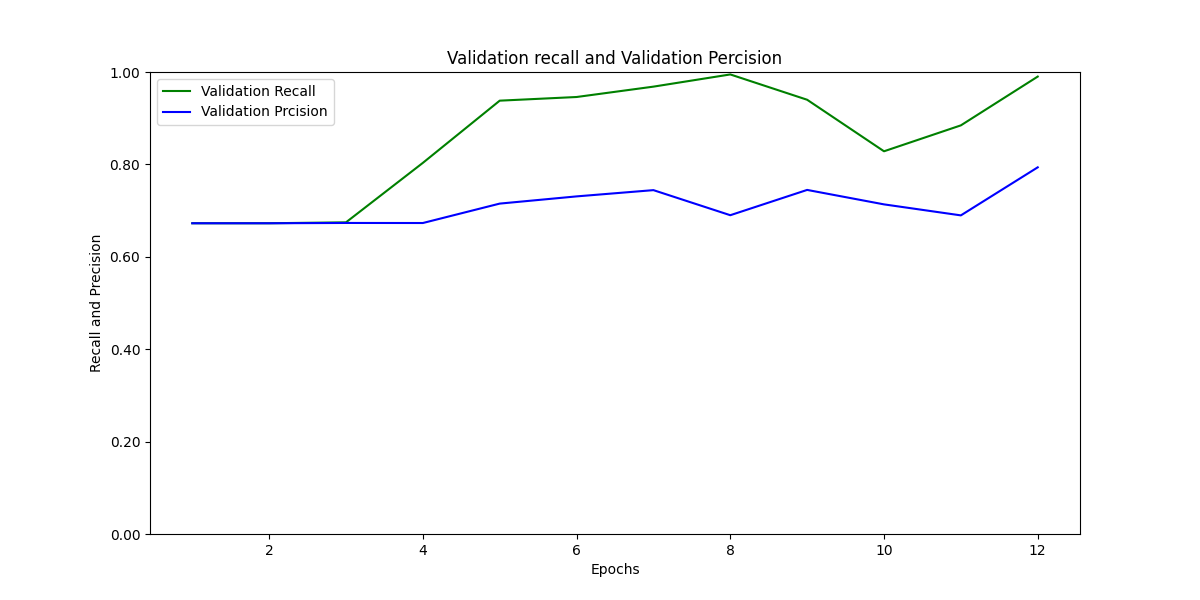 Validation recall and Validation Percision
1.00
Validation Recall
Validation Prcision
0.80
0.60
0.40
0.20
0.00
Recall and Precision
2 4 6 8 10 12
Epochs